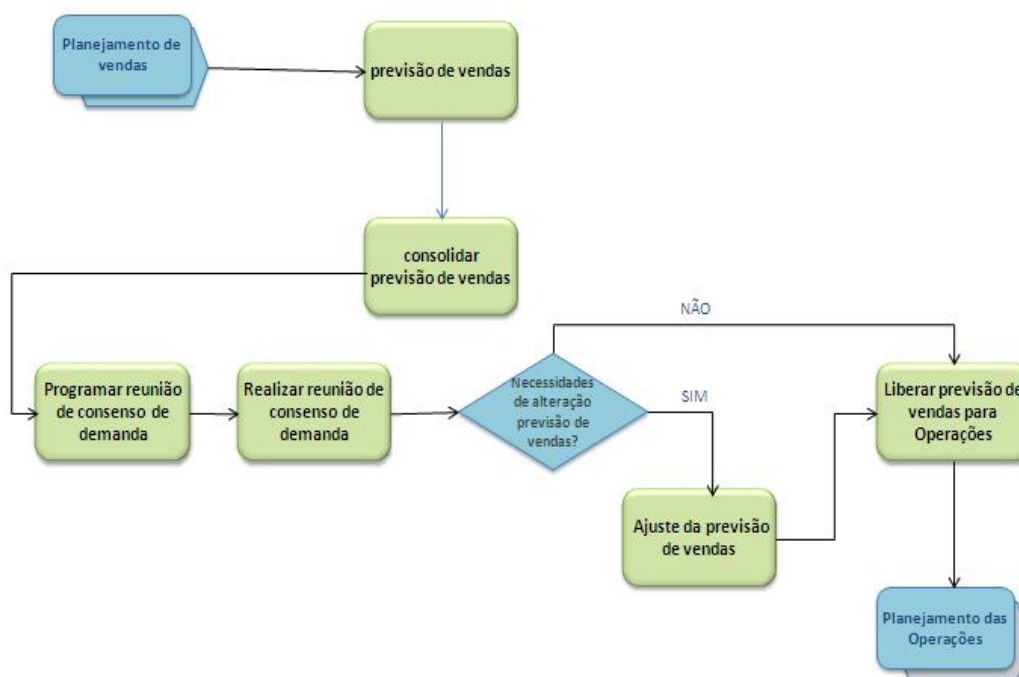 Planejamento de
vendas
previsão de vendas
consolidar
previsão de vendas
NÃO
Programar reunião
de consenso de
demanda
Realizar reunião de
consenso de
demanda
Necessidades
de alteração
previsão de
vendas?
SIM
Liberar previsão de
vendas para
Operações
Ajuste da previsão
de vendas
Planejamento das
Operações